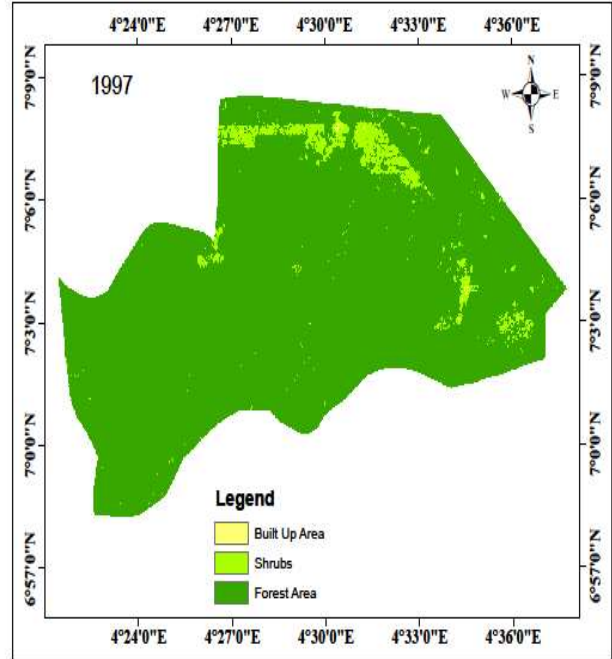 4°24'0"E 4°27'0"E 4°30'0"E 4°33'0"E 4°36'0"E
1997
N
W E
S
7°9'0"N 7°9'0"N
7°6'0"N 7°6'0"N
7°3'0"N 7°3'0"N
7°0'0"N 7°0'0"N
6°57'0"N 6°57'0"N
Legend
Built Up Area
Shrubs
Forest Area
4°24'0"E 4°27'0"E 4°30'0"E 4°33'0"E 4°36'0"E